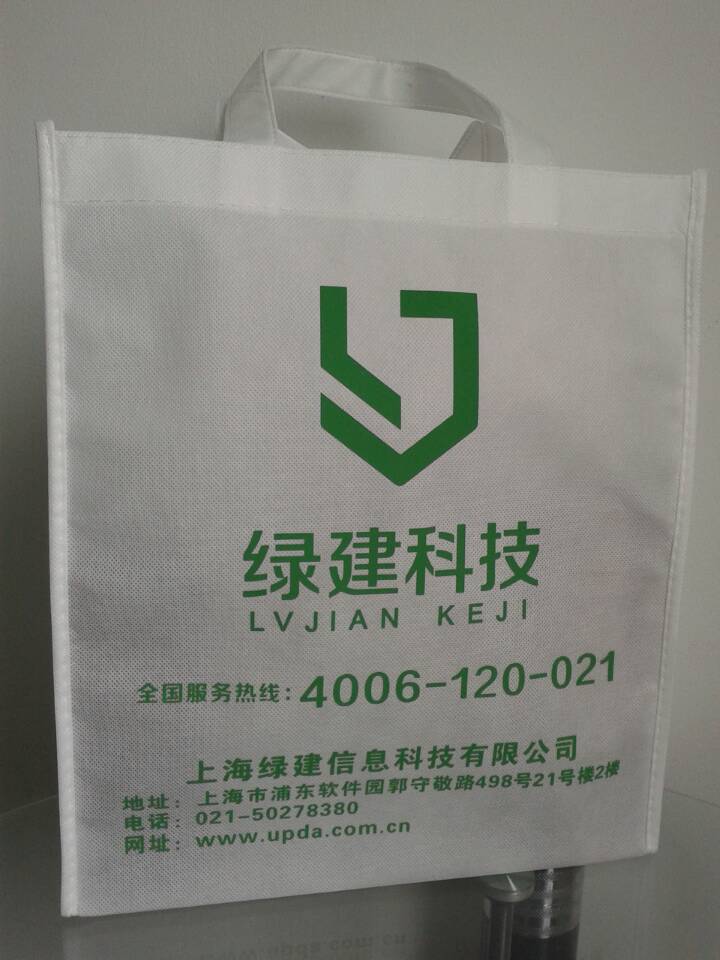 绿建科技
LVJIAN KEJI
全国服务热线：4006-120-021
上海绿建信息科技有限公司
地址：上海市浦东软件园郭守敬路498号21号楼2楼
电话：021-50278380
网址：www.upda.com.cn